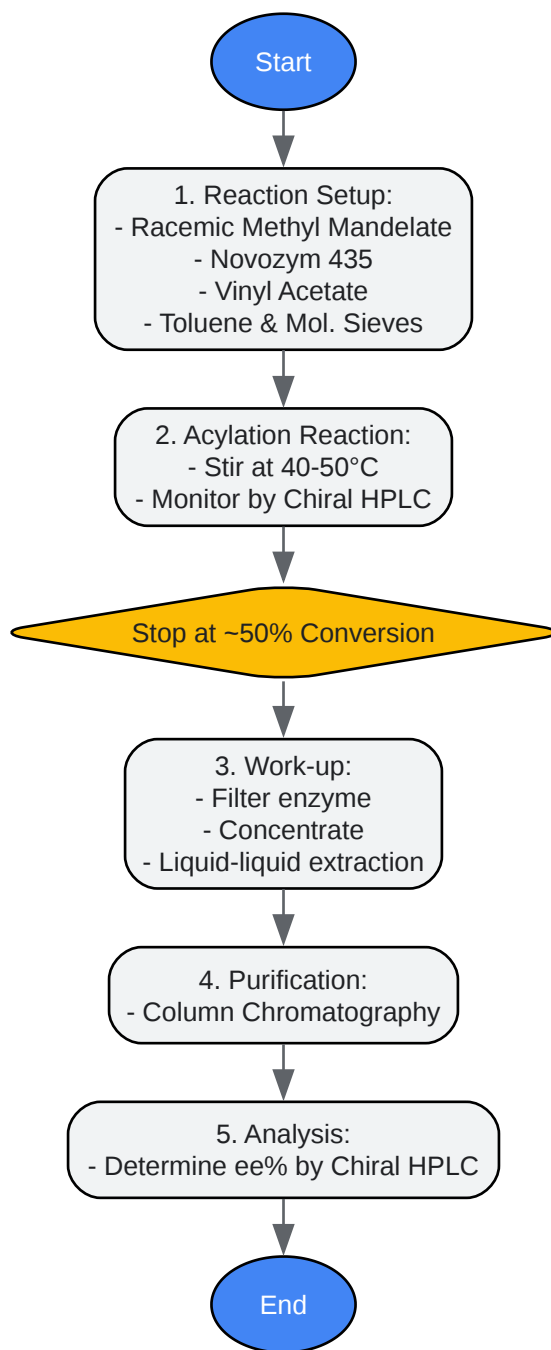 Start
1. Reaction Setup:
- Racemic Methyl Mandelate
- Novozym 435
- Vinyl Acetate
- Toluene & Mol. Sieves
2. Acylation Reaction:
- Stir at 40-50°C
- Monitor by Chiral HPLC
Stop at ~50% Conversion
3. Work-up:
- Filter enzyme
- Concentrate
- Liquid-liquid extraction
4. Purification:
- Column Chromatography
5. Analysis:
- Determine ee% by Chiral HPLC
End